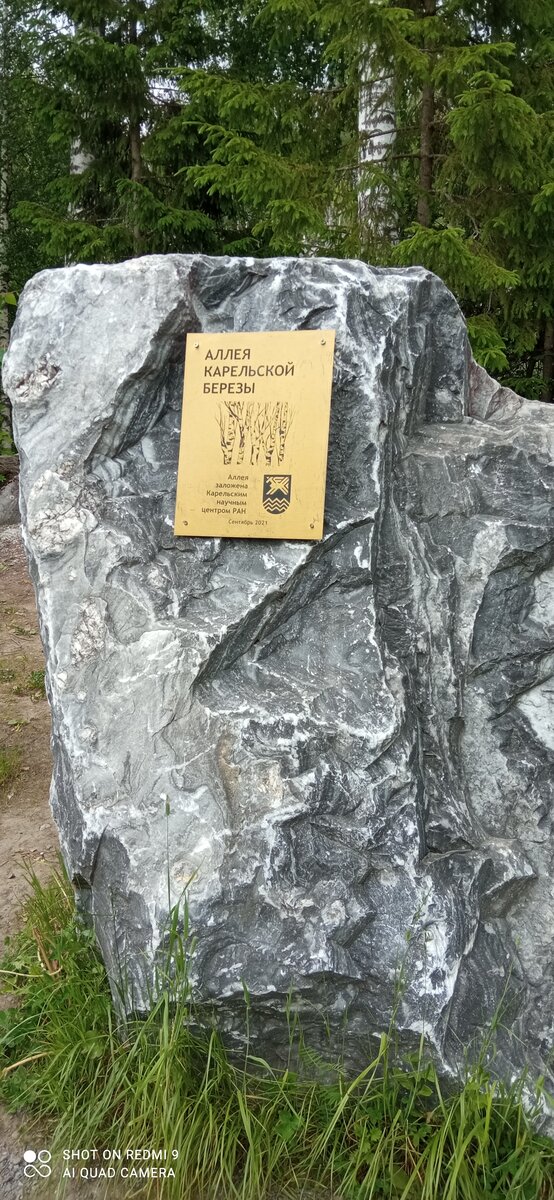 АЛЛЕЯ
КАРЕЛЬСКОЙ
БЕРЕЗЫ
Аллея
заложена
Карельским
научным
центром РАН
Сентябрь 2021
SHOT ON REDMI 9
AI QUAD CAMERA